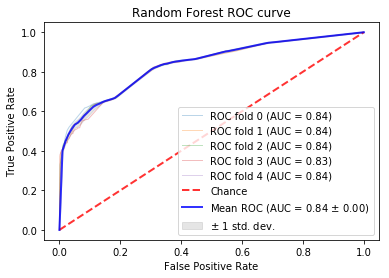 Random Forest ROC curve
True Positive Rate
1.0
0.8
0.6
0.4
0.2
0.0
ROC fold 0 (AUC = 0.84)
ROC fold 1 (AUC = 0.84)
ROC fold 2 (AUC = 0.84)
ROC fold 3 (AUC = 0.83)
ROC fold 4 (AUC = 0.84)
Chance
Mean ROC (AUC = 0.84 ± 0.00)
± 1 std. dev.
0.0 0.2 0.4 0.6 0.8 1.0
False Positive Rate